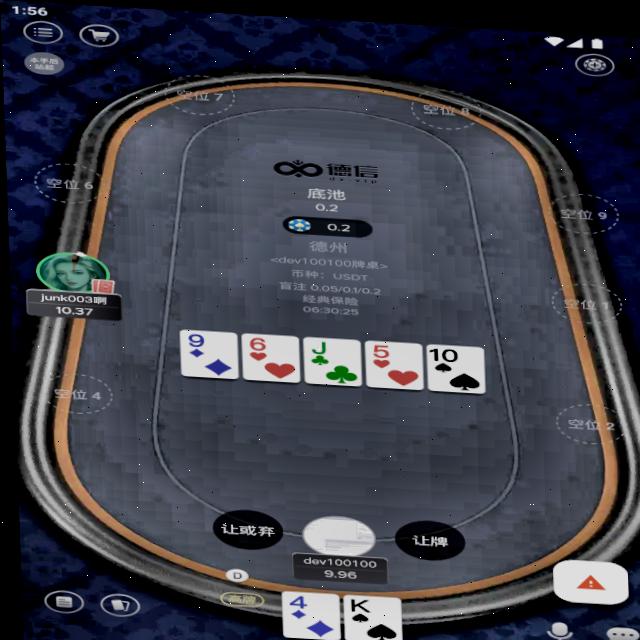 1:56
空位 7
空位 8
空位 6
空位 9
德信
底池
0.2
0.2
德州
<dev100100牌桌>
币种: USDT
盲注 0.05/0.1/0.2
经典保险
06:30:25
junk003啊
10.37
空位 1
9
6
J
5
10
空位 4
空位 2
让或弃
让牌
dev100100
9.96
D
4
K